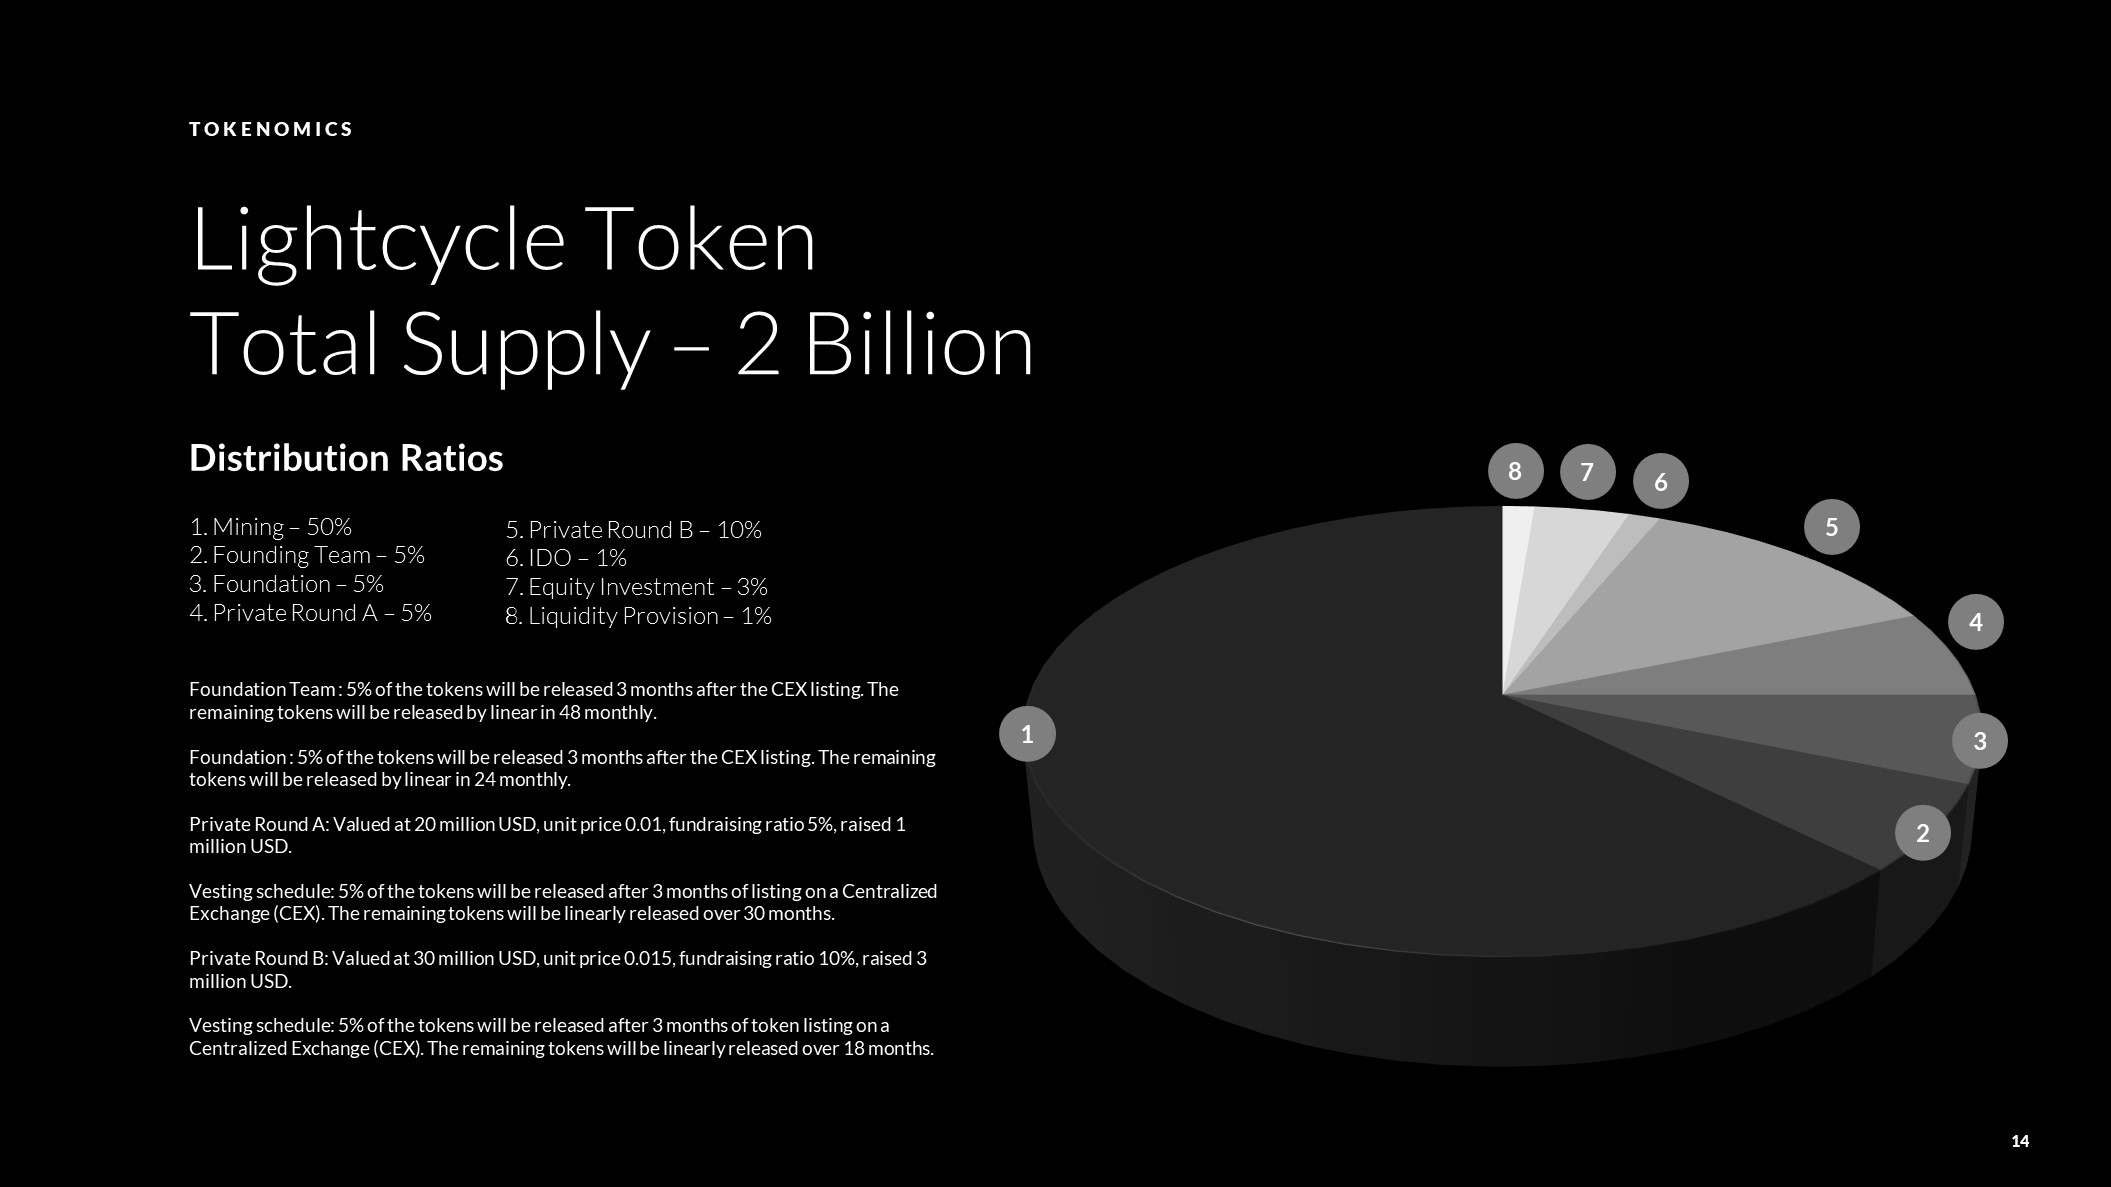 TOKENOMICS
Lightcycle Token
Total Supply – 2 Billion
Distribution Ratios
1. Mining – 50%
2. Founding Team – 5%
3. Foundation – 5%
4. Private Round A – 5%
5. Private Round B – 10%
6. IDO – 1%
7. Equity Investment – 3%
8. Liquidity Provision – 1%
Foundation Team : 5% of the tokens will be released 3 months after the CEX listing. The
remaining tokens will be released by linear in 48 monthly.
Foundation : 5% of the tokens will be released 3 months after the CEX listing. The remaining
tokens will be released by linear in 24 monthly.
Private Round A: Valued at 20 million USD, unit price 0.01, fundraising ratio 5%, raised 1
million USD.
Vesting schedule: 5% of the tokens will be released after 3 months of listing on a Centralized
Exchange (CEX). The remaining tokens will be linearly released over 30 months.
Private Round B: Valued at 30 million USD, unit price 0.015, fundraising ratio 10%, raised 3
million USD.
Vesting schedule: 5% of the tokens will be released after 3 months of token listing on a
Centralized Exchange (CEX). The remaining tokens will be linearly released over 18 months.
8
7
6
5
4
3
2
1
14